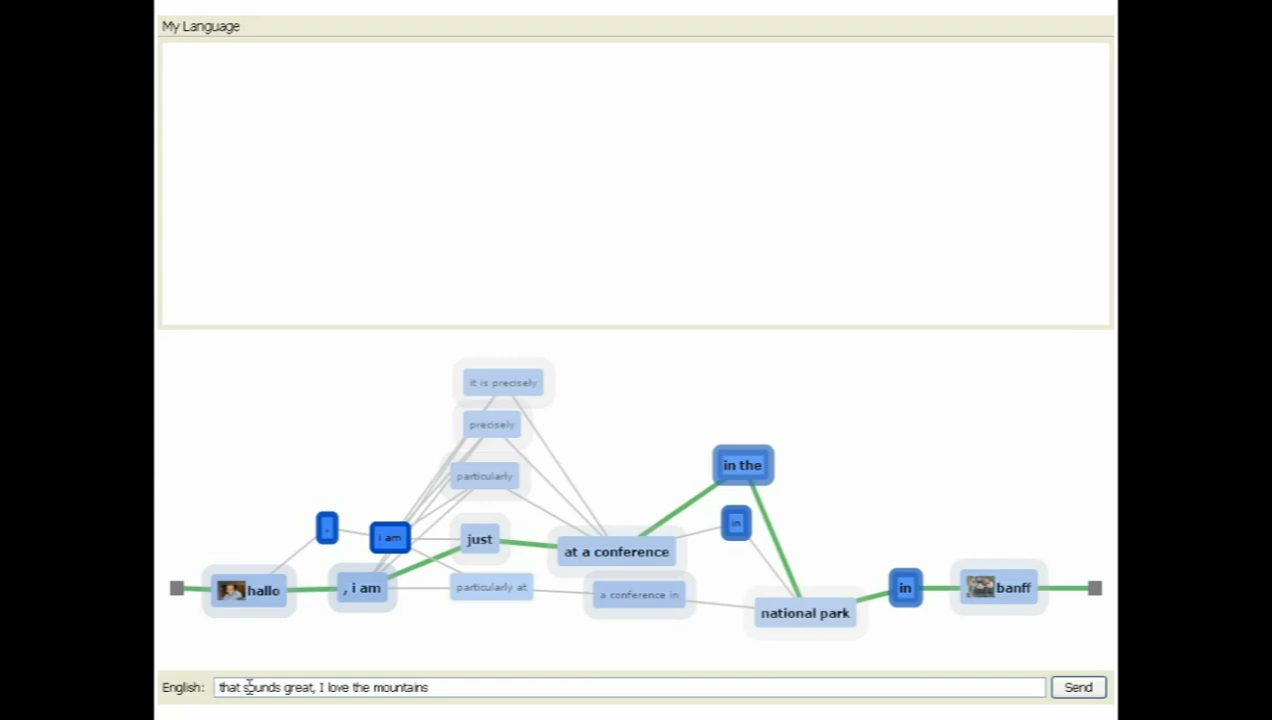 My Language
it is precisely
precisely
in the
particularly
in
,
i am
just
at a conference
hallo
, i am
particularly at
a conference in
national park
in
banff
English: that sounds great, I love the mountains Send